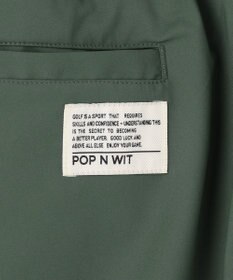 GOLF IS A SPORT THAT REQUIRES
SKILLS AND CONFIDENCE - UNDERSTANDING THIS
IS THE SECRET TO BECOMING
A BETTER PLAYER. GOOD LUCK AND
ABOVE ALL ELSE ENJOY YOUR GAME.
POP N WIT